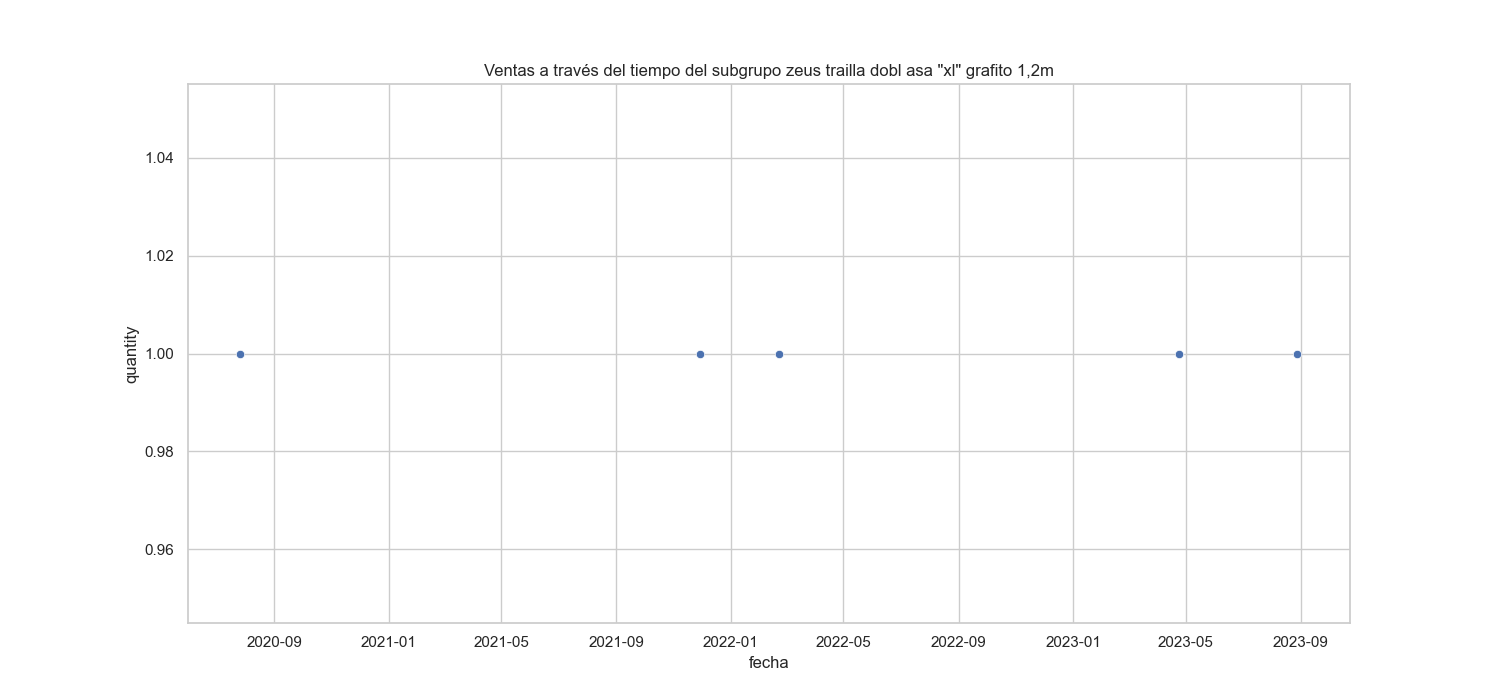 Ventas a través del tiempo del subgrupo zeus trailla dobl asa "xl" grafito 1,2m
1.04
1.02
1.00
0.98
0.96
quantity
2020-09 2021-01 2021-05 2021-09 2022-01 2022-05 2022-09 2023-01 2023-05 2023-09
fecha